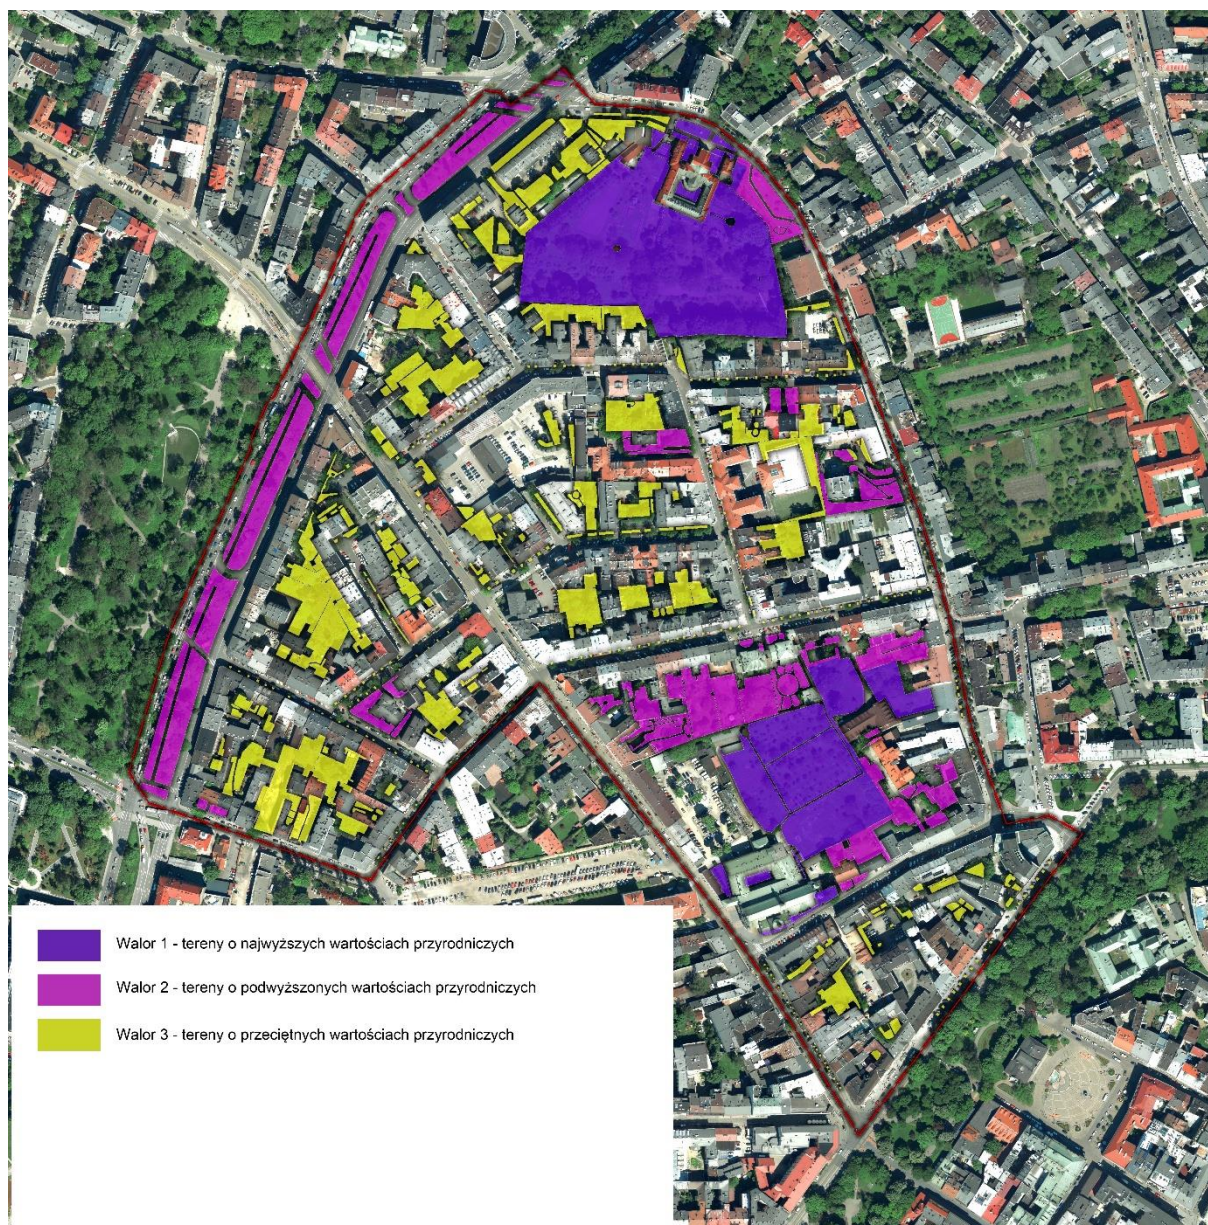 Walor 1 - tereny o najwyższych wartościach przyrodniczych
Walor 2 - tereny o podwyższonych wartościach przyrodniczych
Walor 3 - tereny o przeciętnych wartościach przyrodniczych